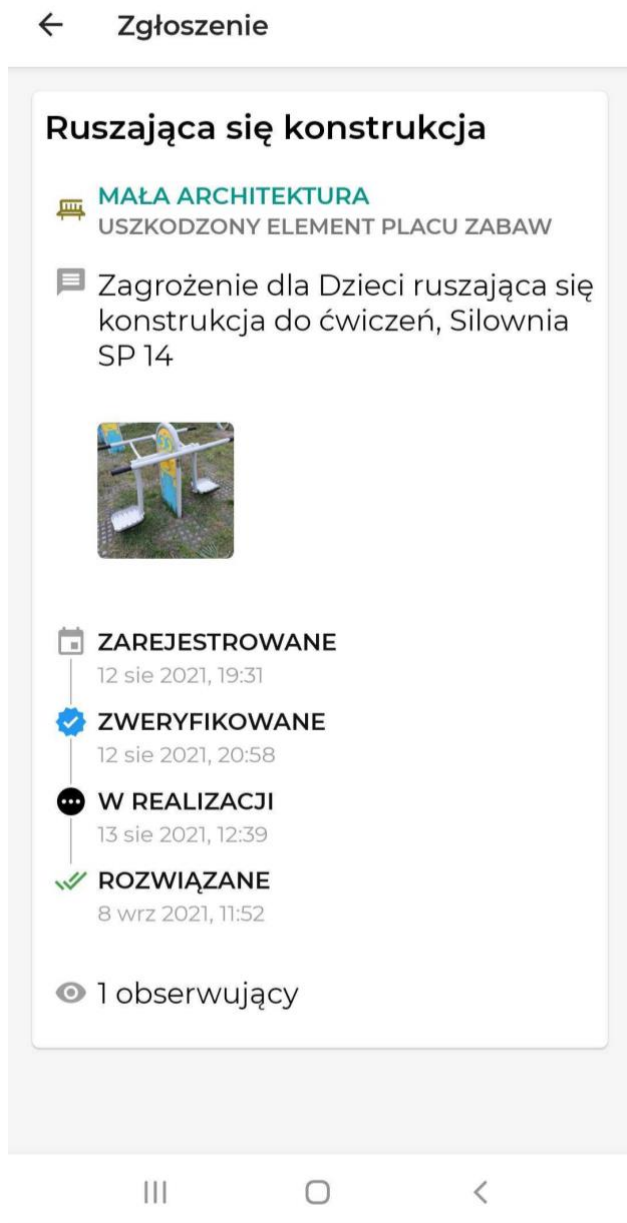 Zgłoszenie
Ruszająca się konstrukcja
MAŁA ARCHITEKTURA
USZKODZONY ELEMENT PLACU ZABAW
Zagrożenie dla Dzieci ruszająca się
konstrukcja do ćwiczeń, Silownia
SP 14
ZAREJESTROWANE
12 sie 2021, 19:31
ZWERYFIKOWANE
12 sie 2021, 20:58
W REALIZACJI
13 sie 2021, 12:39
ROZWIĄZANE
8 wrz 2021, 11:52
1 obserwujący